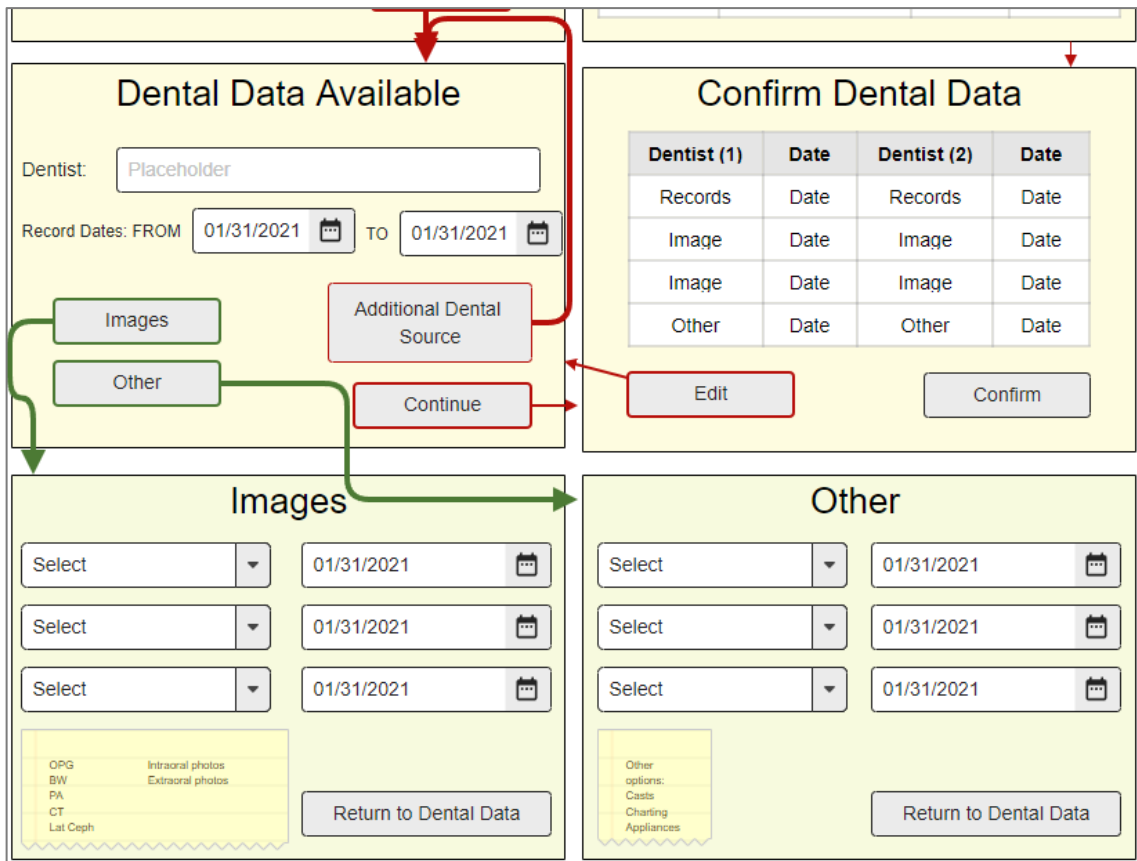 Dental Data Available
Dentist: Placeholder
Record Dates: FROM 01/31/2021 TO 01/31/2021
Images
Additional Dental
Source
Other
Continue
Confirm Dental Data
Dentist (1) Date Dentist (2) Date
Records Date Records Date
Image Date Image Date
Image Date Image Date
Other Date Other Date
Edit Confirm
Images
Select 01/31/2021
Select 01/31/2021
Select 01/31/2021
OPG Intraoral photos
BW Extraoral photos
PA
CT
Lat Ceph
Return to Dental Data
Other
Select 01/31/2021
Select 01/31/2021
Select 01/31/2021
Other
options:
Casts
Charting
Appliances
Return to Dental Data